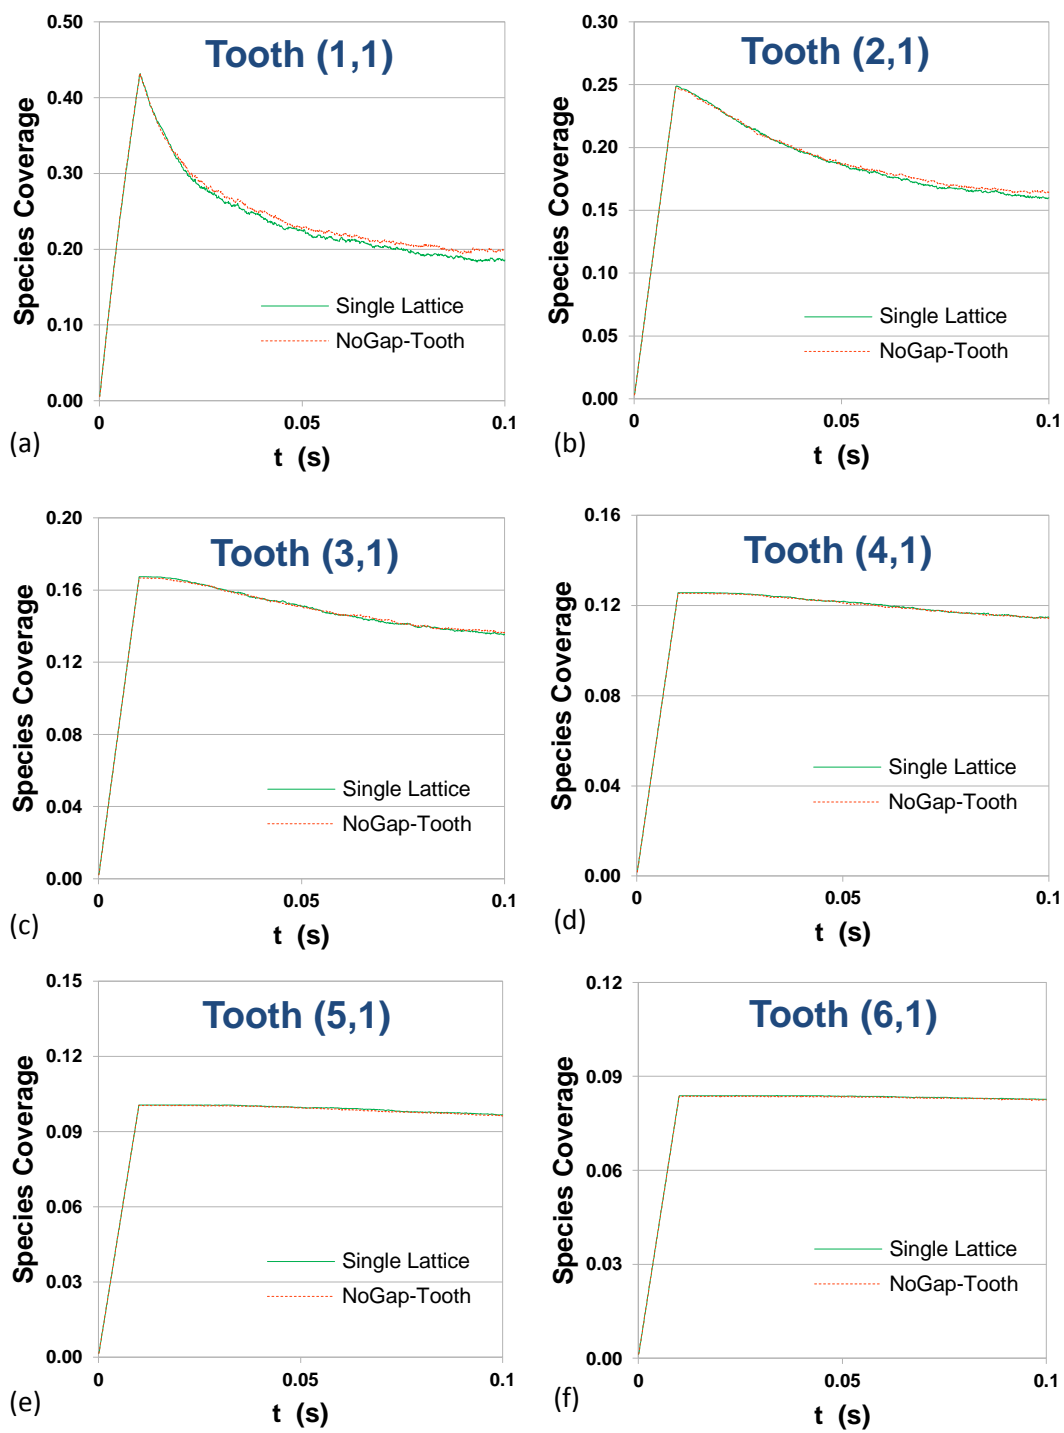 Tooth (1,1)
Species Coverage
0.50
0.40
0.30
0.20
0.10
0.00
Single Lattice
NoGap-Tooth
0
0.05
0.1
t (s)
(a)
Tooth (2,1)
Species Coverage
0.30
0.25
0.20
0.15
0.10
0.05
0.00
Single Lattice
NoGap-Tooth
0
0.05
0.1
t (s)
(b)
Tooth (3,1)
Species Coverage
0.20
0.16
0.12
0.08
0.04
0.00
Single Lattice
NoGap-Tooth
0
0.05
0.1
t (s)
(c)
Tooth (4,1)
Species Coverage
0.16
0.12
0.08
0.04
0.00
Single Lattice
NoGap-Tooth
0
0.05
0.1
t (s)
(d)
Tooth (5,1)
Species Coverage
0.15
0.12
0.09
0.06
0.03
0.00
Single Lattice
NoGap-Tooth
0
0.05
0.1
t (s)
(e)
Tooth (6,1)
Species Coverage
0.12
0.09
0.06
0.03
0.00
Single Lattice
NoGap-Tooth
0
0.05
0.1
t (s)
(f)